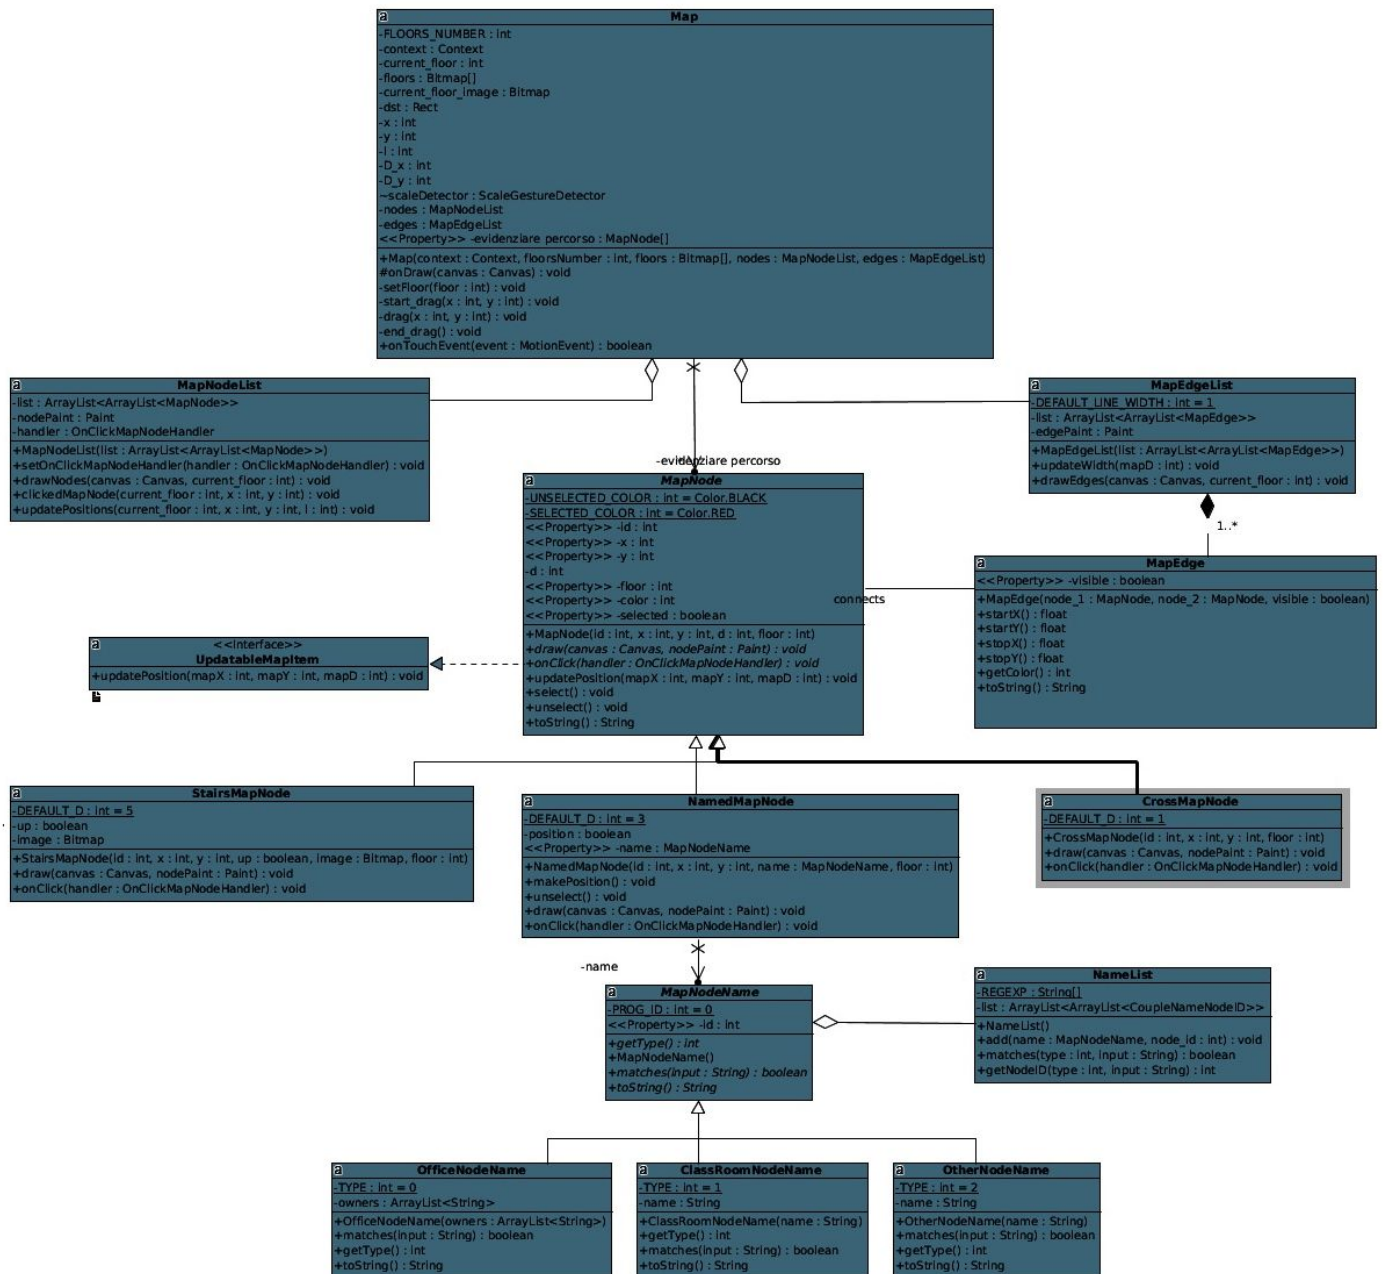 Map
-FLOORS_NUMBER : int
-context : Context
-current_floor : int
-floors : Bitmap[]
-current_floor_image : Bitmap
-dst : Rect
-x : int
-y : int
-l : int
-D_x : int
-D_y : int
~scaleDetector : ScaleGestureDetector
-nodes : MapNodeList
-edges : MapEdgeList
<<Property>> -evidenziare percorso : MapNode[]
+Map(context : Context, floorsNumber : int, floors : Bitmap[], nodes : MapNodeList, edges : MapEdgeList)
#onDraw(canvas : Canvas) : void
-setFloor(floor : int) : void
-start_drag(x : int, y : int) : void
-drag(x : int, y : int) : void
-end_drag() : void
+onTouchEvent(event : MotionEvent) : boolean
MapNodeList
-list : ArrayList<ArrayList<MapNode>>
-nodePaint : Paint
-handler : OnClickMapNodeHandler
+MapNodeList(list : ArrayList<ArrayList<MapNode>>)
+setOnClickMapNodeHandler(handler : OnClickMapNodeHandler) : void
+drawNodes(canvas : Canvas, current_floor : int) : void
+clickedMapNode(current_floor : int, x : int, y : int) : void
+updatePositions(current_floor : int, x : int, y : int, l : int) : void
MapEdgeList
-DEFAULT_LINE_WIDTH : int = 1
-list : ArrayList<ArrayList<MapEdge>>
-edgePaint : Paint
+MapEdgeList(list : ArrayList<ArrayList<MapEdge>>)
+updateWidth(mapD : int) : void
+drawEdges(canvas : Canvas, current_floor : int) : void
-evidenziare percorso
1..*
MapNode
-UNSELECTED_COLOR : int = Color.BLACK
-SELECTED_COLOR : int = Color.RED
<<Property>> -id : int
<<Property>> -x : int
<<Property>> -y : int
-d : int
<<Property>> -floor : int
<<Property>> -color : int
<<Property>> -selected : boolean
+MapNode(id : int, x : int, y : int, d : int, floor : int)
+draw(canvas : Canvas, nodePaint : Paint) : void
+onClick(handler : OnClickMapNodeHandler) : void
+updatePosition(mapX : int, mapY : int, mapD : int) : void
+select() : void
+unselect() : void
+toString() : String
connects
MapEdge
<<Property>> -visible : boolean
+MapEdge(node_1 : MapNode, node_2 : MapNode, visible : boolean)
+startX() : float
+startY() : float
+stopX() : float
+stopY() : float
+getColor() : int
+toString() : String
<<Interface>>
UpdatableMapItem
+updatePosition(mapX : int, mapY : int, mapD : int) : void
StairsMapNode
-DEFAULT_D : int = 5
-up : boolean
-image : Bitmap
+StairsMapNode(id : int, x : int, y : int, up : boolean, image : Bitmap, floor : int)
+draw(canvas : Canvas, nodePaint : Paint) : void
+onClick(handler : OnClickMapNodeHandler) : void
NamedMapNode
-DEFAULT_D : int = 3
-position : boolean
<<Property>> -name : MapNodeName
+NamedMapNode(id : int, x : int, y : int, name : MapNodeName, floor : int)
+makePosition() : void
+unselect() : void
+draw(canvas : Canvas, nodePaint : Paint) : void
+onClick(handler : OnClickMapNodeHandler) : void
CrossMapNode
-DEFAULT_D : int = 1
+CrossMapNode(id : int, x : int, y : int, floor : int)
+draw(canvas : Canvas, nodePaint : Paint) : void
+onClick(handler : OnClickMapNodeHandler) : void
-name
MapNodeName
-PROG_ID : int = 0
<<Property>> -id : int
+getType() : int
+MapNodeName()
+matches(input : String) : boolean
+toString() : String
NameList
-REGEXP : String[]
-list : ArrayList<ArrayList<CoupleNameNodeID>>
+NameList()
+add(name : MapNodeName, node_id : int) : void
+matches(type : int, input : String) : boolean
+getNodeID(type : int, input : String) : int
OfficeNodeName
-TYPE : int = 0
-owners : ArrayList<String>
+OfficeNodeName(owners : ArrayList<String>)
+matches(input : String) : boolean
+getType() : int
+toString() : String
ClassRoomNodeName
-TYPE : int = 1
-name : String
+ClassRoomNodeName(name : String)
+getType() : int
+matches(input : String) : boolean
+toString() : String
OtherNodeName
-TYPE : int = 2
-name : String
+OtherNodeName(name : String)
+matches(input : String) : boolean
+getType() : int
+toString() : String